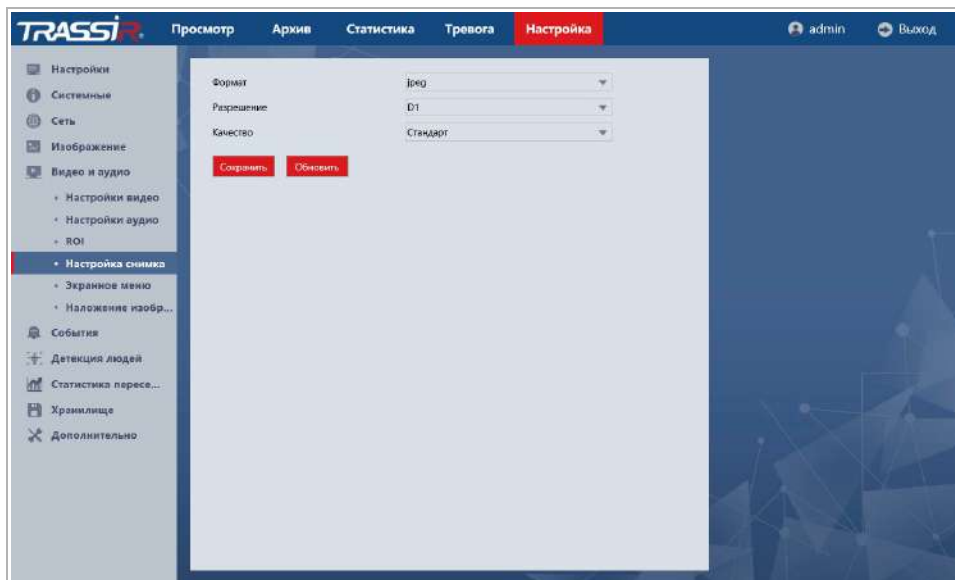 TRASSIR
Просмотр Архив Статистика Тревога Настройка admin Выход
Настройки
Системные
Сеть
Изображение
Видео и аудио
Настройки видео
Настройки аудио
ROI
Настройка снимка
Экранное меню
Наложение изобр...
События
Детекция людей
Статистика пересе...
Хранилище
Дополнительно
Формат jpeg
Разрешение D1
Качество Стандарт
Сохранить Обновить